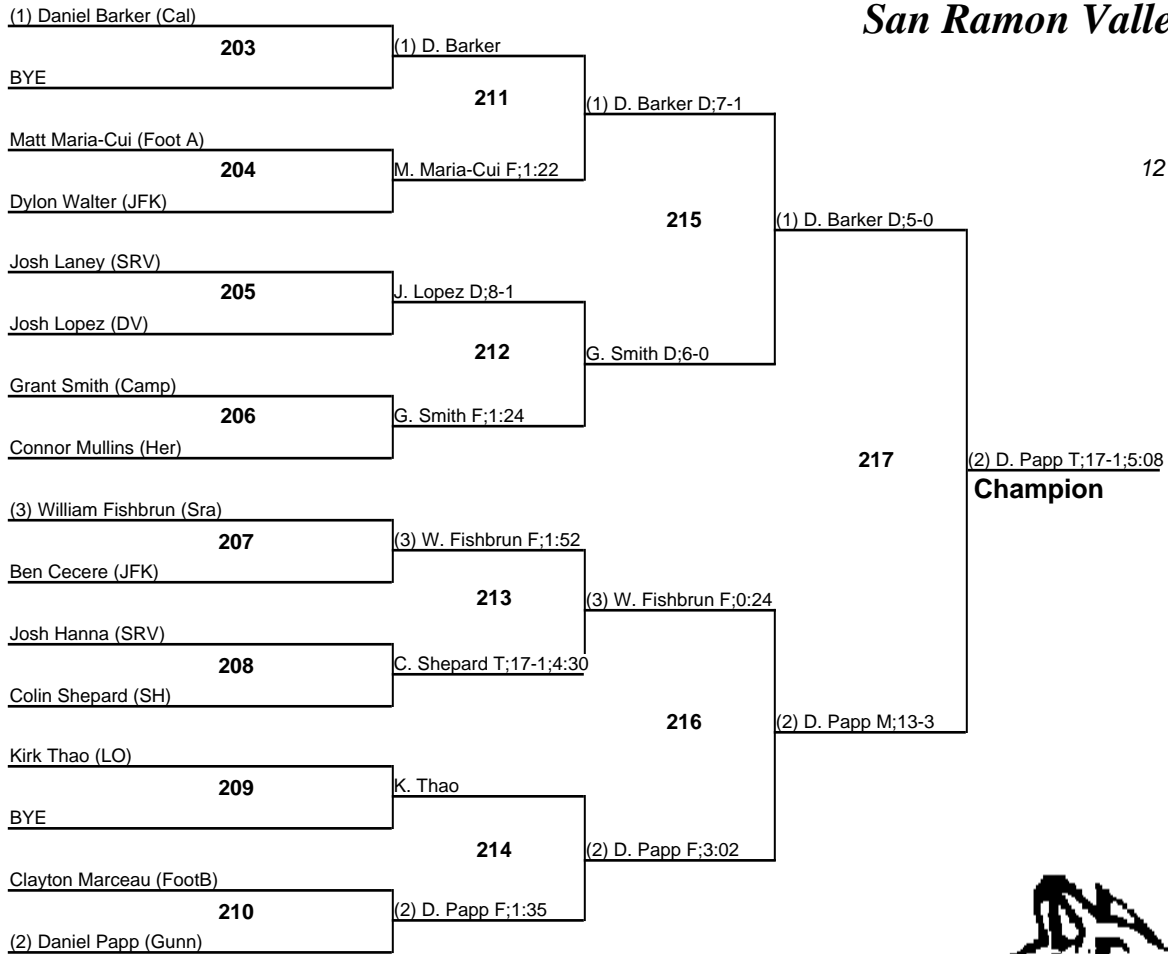 San Ramon Valle
12
(1) Daniel Barker (Cal)
203
BYE
Matt Maria-Cui (Foot A)
204
Dylon Walter (JFK)
Josh Laney (SRV)
205
Josh Lopez (DV)
Grant Smith (Camp)
206
Connor Mullins (Her)
(3) William Fishbrun (Sra)
207
Ben Cecere (JFK)
Josh Hanna (SRV)
208
Colin Shepard (SH)
Kirk Thao (LO)
209
BYE
Clayton Marceau (FootB)
210
(2) Daniel Papp (Gunn)
(1) D. Barker
211
M. Maria-Cui F;1:22
J. Lopez D;8-1
212
G. Smith F;1:24
(3) W. Fishbrun F;1:52
213
C. Shepard T;17-1;4:30
K. Thao
214
(2) D. Papp F;1:35
(1) D. Barker D;7-1
215
G. Smith D;6-0
(3) W. Fishbrun F;0:24
216
(2) D. Papp F;3:02
(1) D. Barker D;5-0
217
(2) D. Papp M;13-3
(2) D. Papp T;17-1;5:08
Champion